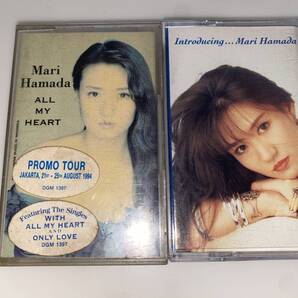 Mari
Hamada
ALL
MY
HEART
PROMO TOUR
JAKARTA, 21st - 25th AUGUST 1994
DGM 1397
Featuring The Singles
WITH
ALL MY HEART
AND
ONLY LOVE
DGM 1397
Introducing... Mari Hamada